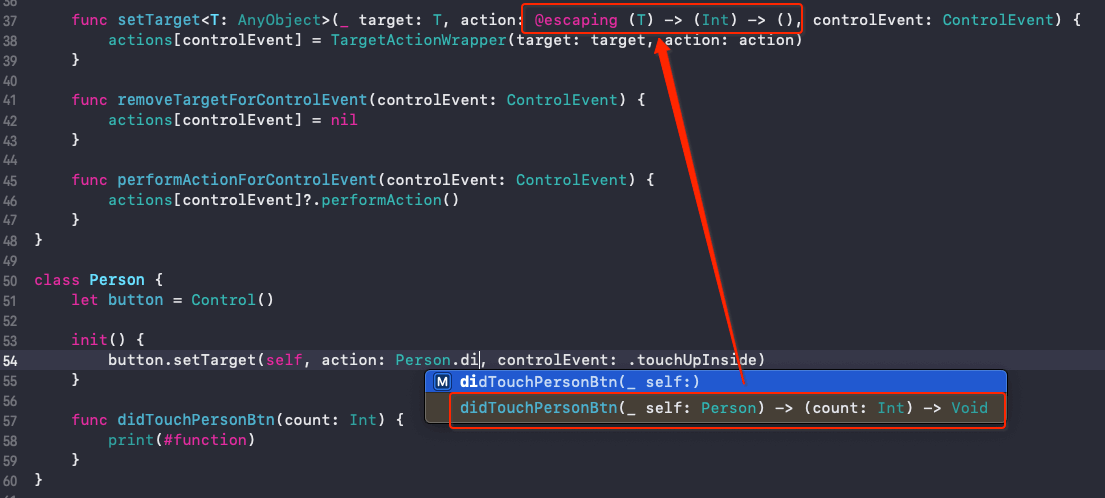 36
37 func setTarget<T: AnyObject>(_ target: T, action: @escaping (T) -> (Int) -> (), controlEvent: ControlEvent) {
38 actions[controlEvent] = TargetActionWrapper(target: target, action: action)
39 }
40
41 func removeTargetForControlEvent(controlEvent: ControlEvent) {
42 actions[controlEvent] = nil
43 }
44
45 func performActionForControlEvent(controlEvent: ControlEvent) {
46 actions[controlEvent]?.performAction()
47 }
48 }
49
50 class Person {
51 let button = Control()
52
53 init() {
54 button.setTarget(self, action: Person.di, controlEvent: .touchUpInside)
55 }
M didTouchPersonBtn(_ self:)
56
didTouchPersonBtn(_ self: Person) -> (count: Int) -> Void
57 func didTouchPersonBtn(count: Int) {
58 print(#function)
59 }
60 }
61